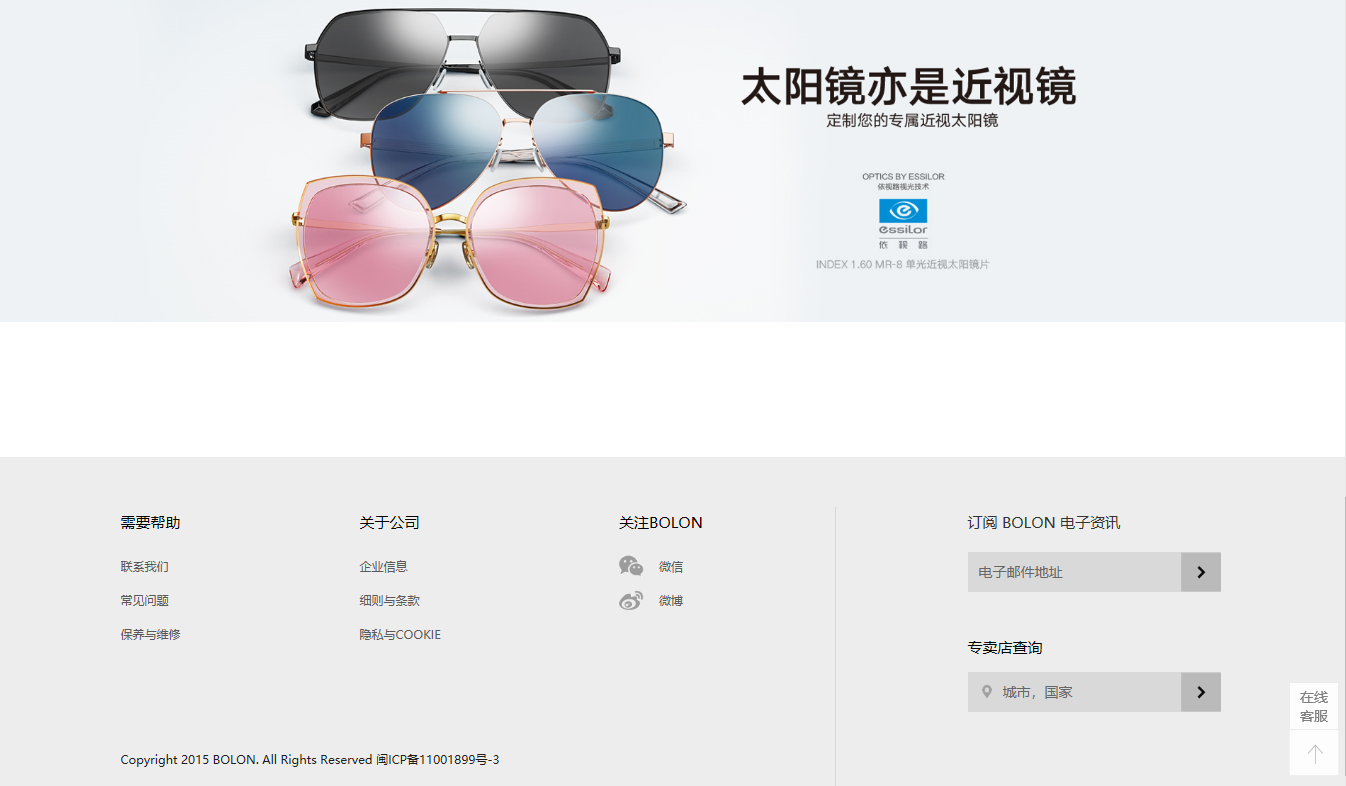 太阳镜亦是近视镜
定制您的专属近视太阳镜
OPTICS BY ESSILOR
依视路视光技术
essilor
依 视 路
INDEX 1.60 MR-8 单光近视太阳镜片
需要帮助
联系我们
常见问题
保养与维修
关于公司
企业信息
细则与条款
隐私与COOKIE
关注BOLON
微信
微博
订阅 BOLON 电子资讯
电子邮件地址
专卖店查询
城市，国家
在线
客服
Copyright 2015 BOLON. All Rights Reserved 闽ICP备11001899号-3